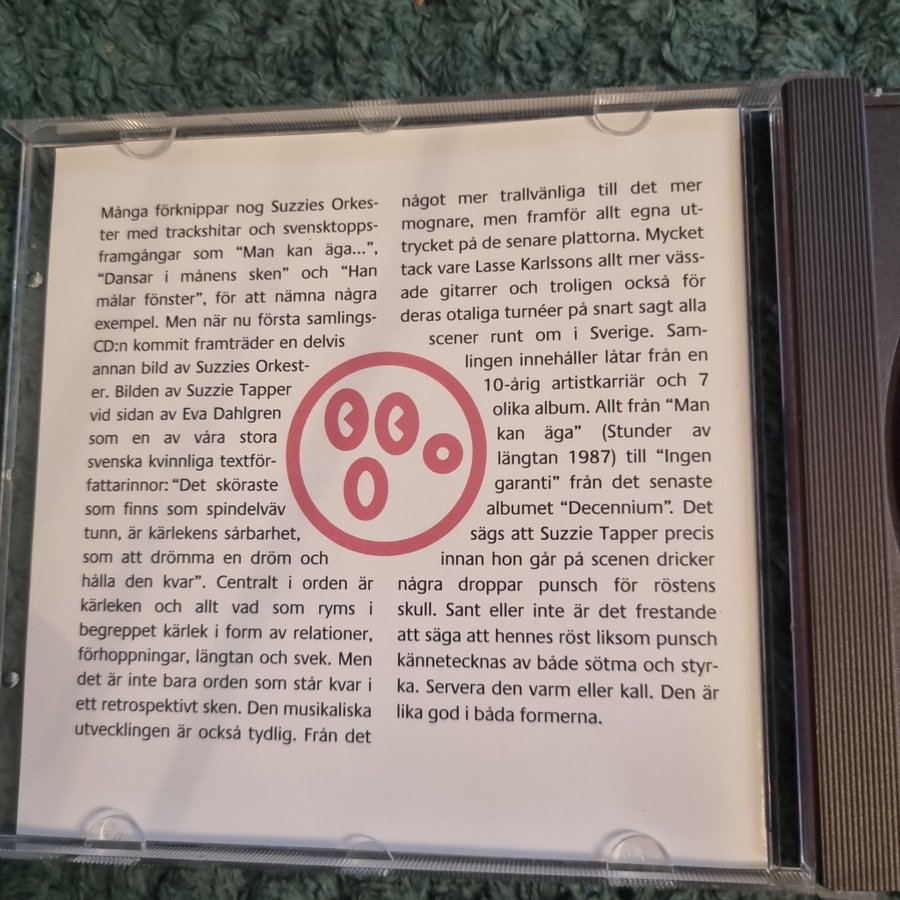 Många förknippar nog Suzzies Orkes-
ter med trackshitar och svensktopps-
framgångar som "Man kan äga...",
"Dansar i månens sken" och "Han
målar fönster", för att nämna några
exempel. Men när nu första samlings-
CD:n kommit framträder en delvis
annan bild av Suzzies Orkest-
er. Bilden av Suzzie Tapper
vid sidan av Eva Dahlgren
som en av våra stora
svenska kvinnliga textför-
fattarinnor: "Det sköraste
som finns som spindelväv
tunn, är kärlekens sårbarhet,
som att drömma en dröm och
hålla den kvar". Centralt i orden är
kärleken och allt vad som ryms i
begreppet kärlek i form av relationer,
förhoppningar, längtan och svek. Men
det är inte bara orden som står kvar i
ett retrospektivt sken. Den musikaliska
utvecklingen är också tydlig. Från det
något mer trallvänliga till det mer
mognare, men framför allt egna ut-
trycket på de senare plattorna. Mycket
tack vare Lasse Karlssons allt mer väss-
ade gitarrer och troligen också för
deras otaliga turnéer på snart sagt alla
scener runt om i Sverige. Sam-
lingen innehåller låtar från en
10-årig artistkarriär och 7
olika album. Allt från "Man
kan äga" (Stunder av
längtan 1987) till "Ingen
garanti" från det senaste
albumet "Decennium". Det
sägs att Suzzie Tapper precis
innan hon går på scenen dricker
några droppar punsch för röstens
skull. Sant eller inte är det frestande
att säga att hennes röst liksom punsch
kännetecknas av både sötma och styr-
ka. Servera den varm eller kall. Den är
lika god i båda formerna.